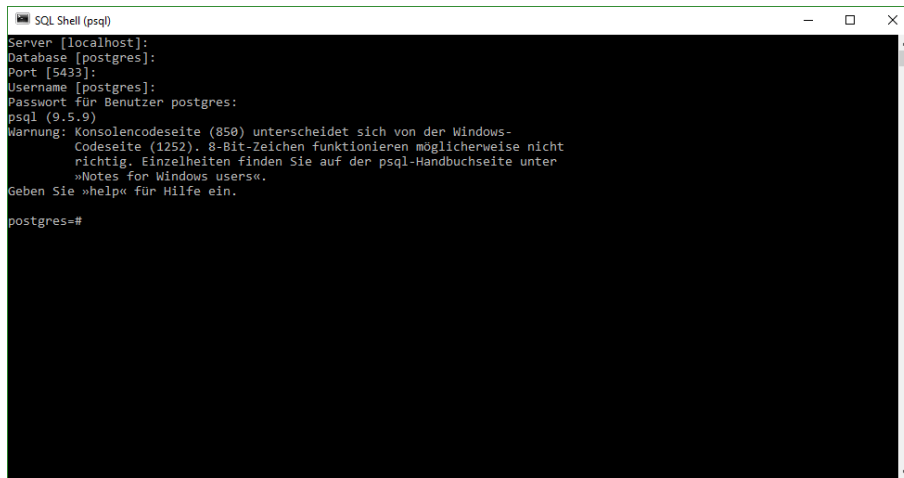 SQL Shell (psql)
Server [localhost]:
Database [postgres]:
Port [5433]:
Username [postgres]:
Passwort für Benutzer postgres:
psql (9.5.9)
Warnung: Konsolencodeseite (850) unterscheidet sich von der Windows-
Codeseite (1252). 8-Bit-Zeichen funktionieren möglicherweise nicht
richtig. Einzelheiten finden Sie auf der psql-Handbuchseite unter
»Notes for Windows users«.
Geben Sie »help« für Hilfe ein.
postgres=#